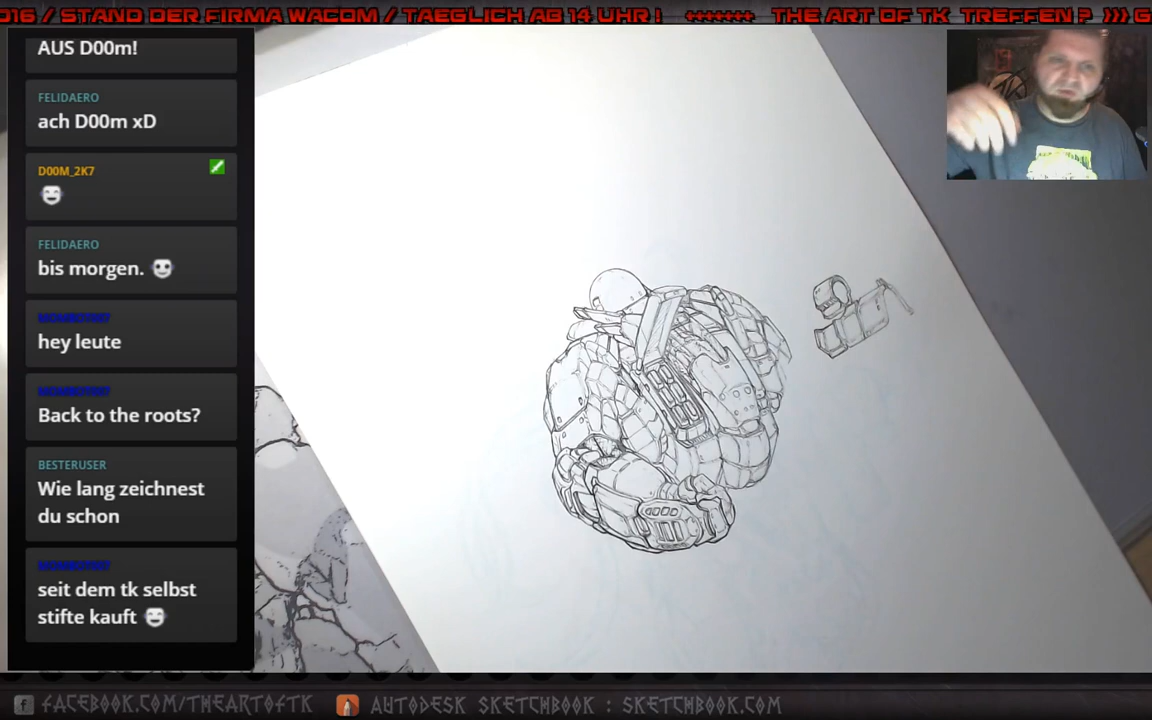 016 / STAND DER FIRMA WACOM / TAEGLICH AB 14 UHR ! +++++++ THE ART OF TK TREFFEN ? >>> G
AUS D00m!
FELIDAERO
ach D00m xD
D00M_2K7
FELIDAERO
bis morgen.
hey leute
Back to the roots?
BESTERUSER
Wie lang zeichnest
du schon
seit dem tk selbst
stifte kauft
FACEBOOK.COM/THEARTOFTK
AUTODESK SKETCHBOOK : SKETCHBOOK.COM